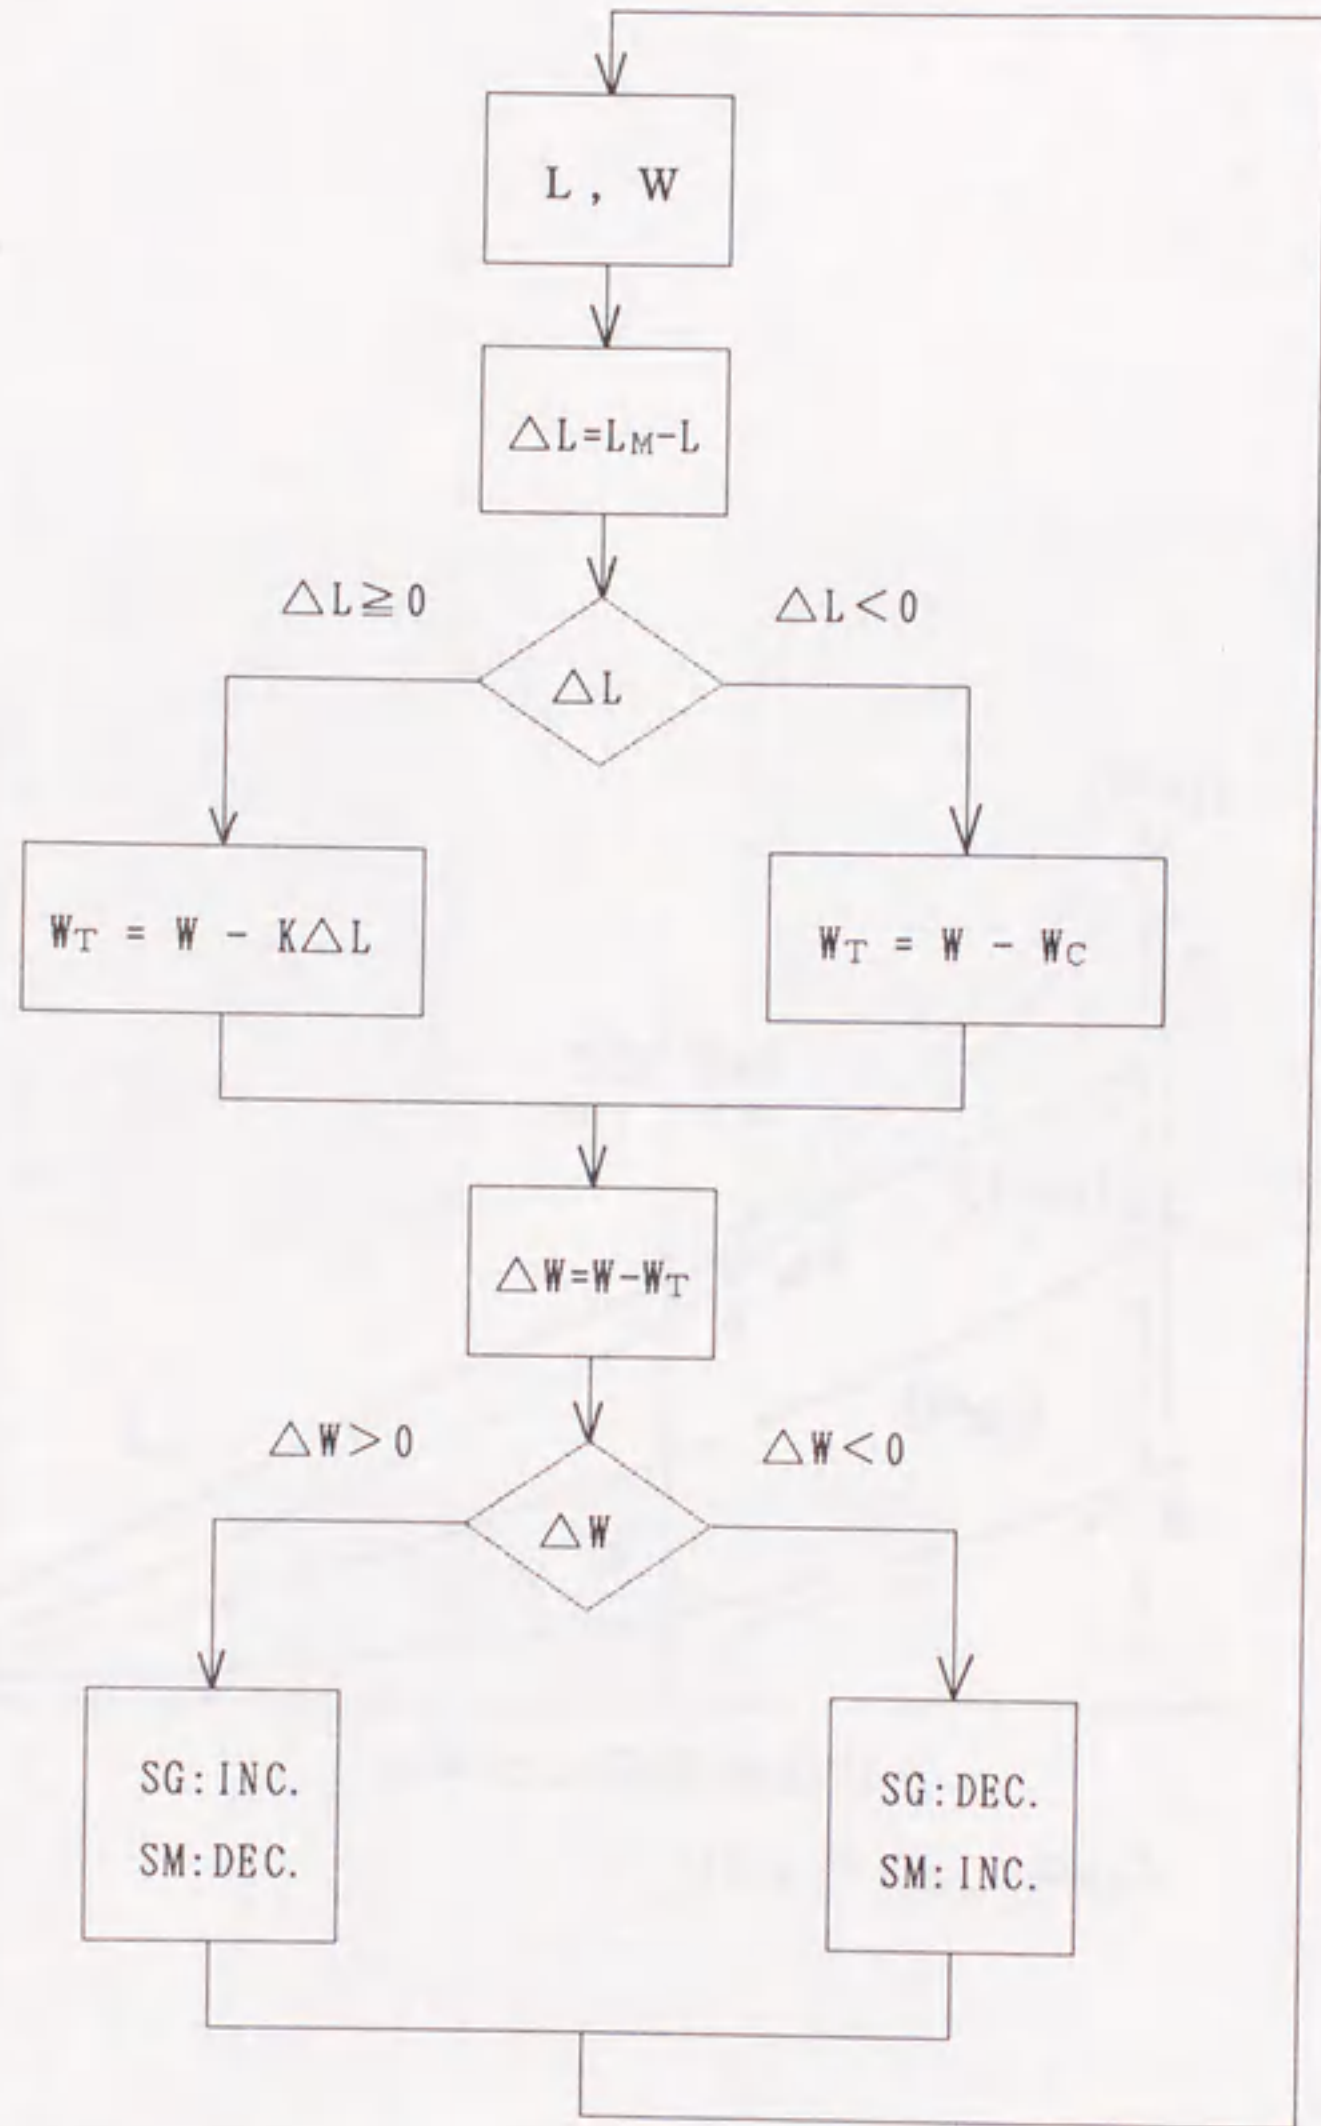 L , W
△L=LM-L
△L≧0
△L<0
△L
WT = W - K△L
WT = W - WC
△W=W-WT
△W>0
△W<0
△W
SG:INC.
SM:DEC.
SG:DEC.
SM:INC.